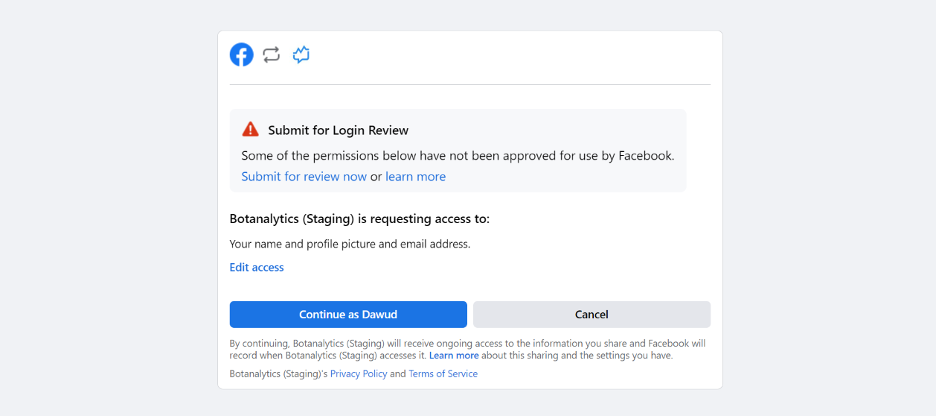 Submit for Login Review
Some of the permissions below have not been approved for use by Facebook.
Submit for review now or learn more
Botanalytics (Staging) is requesting access to:
Your name and profile picture and email address.
Edit access
Continue as Dawud
Cancel
By continuing, Botanalytics (Staging) will receive ongoing access to the information you share and Facebook will
record when Botanalytics (Staging) accesses it. Learn more about this sharing and the settings you have.
Botanalytics (Staging)'s Privacy Policy and Terms of Service